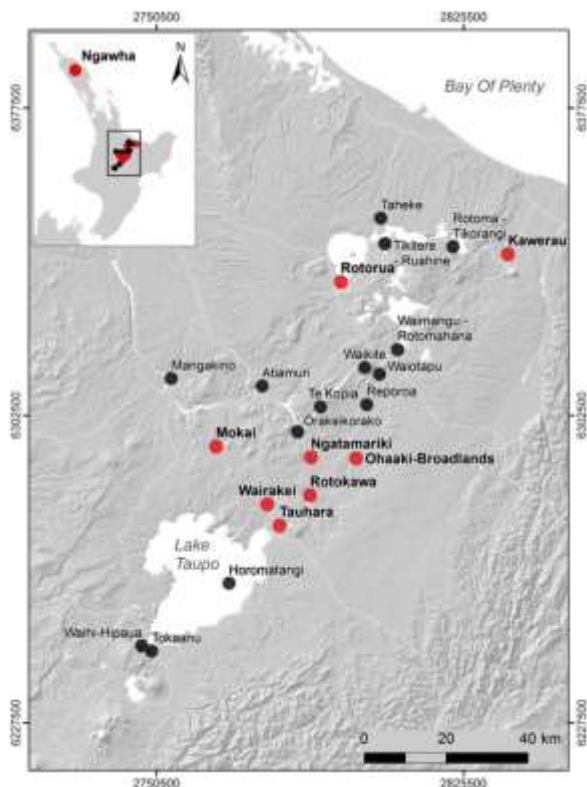 2750500
2825500
Ngawha
N
Bay Of Plenty
6377500
6377500
Taheke
Rotoma -
Tikorangi
Kawerau
Tikitere
- Ruahine
Rotorua
Waimangu -
Rotomahana
Waikite
Waiotapu
Mangakino
Atiamuri
Te Kopia
Reporoa
6302500
6302500
Orakeikorako
Mokai
Ngatamariki
Ohaaki-Broadlands
Rotokawa
Wairakei
Tauhara
Lake
Taupo
Horomatangi
Waihi-Hipaua
Tokaanu
6227500
6227500
0 10 20 40 km
2750500
2825500